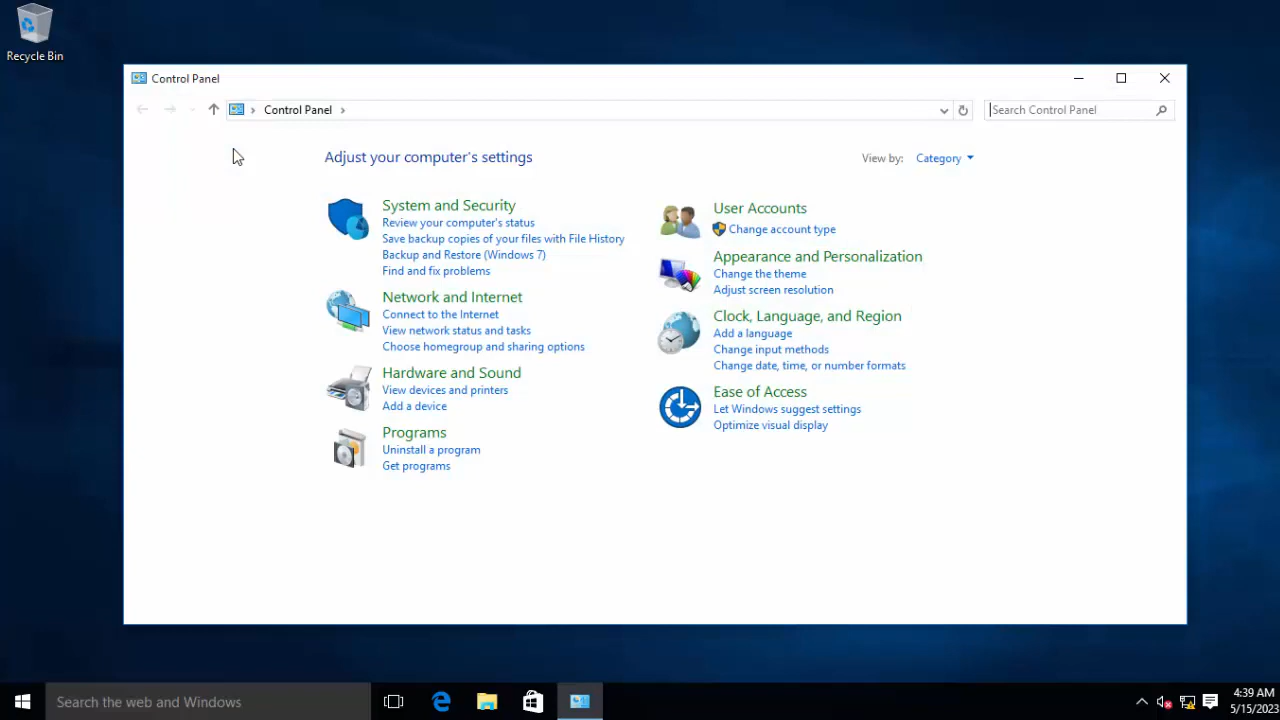 Recycle Bin
Control Panel
Control Panel
Search Control Panel
Adjust your computer's settings
View by: Category
System and Security
Review your computer's status
Save backup copies of your files with File History
Backup and Restore (Windows 7)
Find and fix problems
Network and Internet
Connect to the Internet
View network status and tasks
Choose homegroup and sharing options
Hardware and Sound
View devices and printers
Add a device
Programs
Uninstall a program
Get programs
User Accounts
Change account type
Appearance and Personalization
Change the theme
Adjust screen resolution
Clock, Language, and Region
Add a language
Change input methods
Change date, time, or number formats
Ease of Access
Let Windows suggest settings
Optimize visual display
Search the web and Windows
4:39 AM
5/15/2023